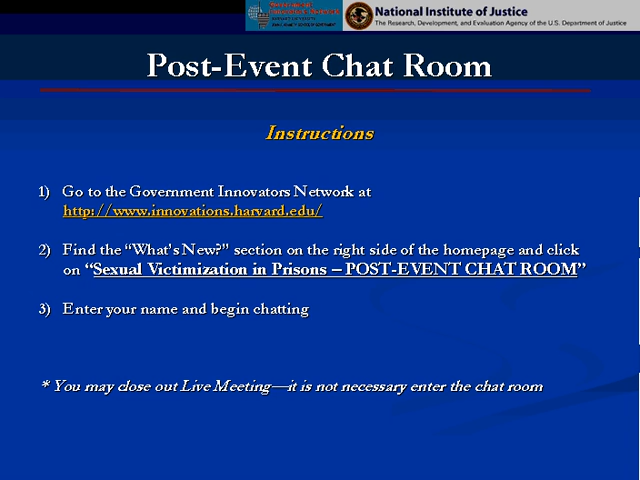 Government
Innovators Network
National Institute of Justice
The Research, Development, and Evaluation Agency of the U.S. Department of Justice
Post-Event Chat Room
Instructions
1) Go to the Government Innovators Network at
http://www.innovations.harvard.edu/
2) Find the “What’s New?” section on the right side of the homepage and click
on “Sexual Victimization in Prisons – POST-EVENT CHAT ROOM”
3) Enter your name and begin chatting
* You may close out Live Meeting—it is not necessary enter the chat room